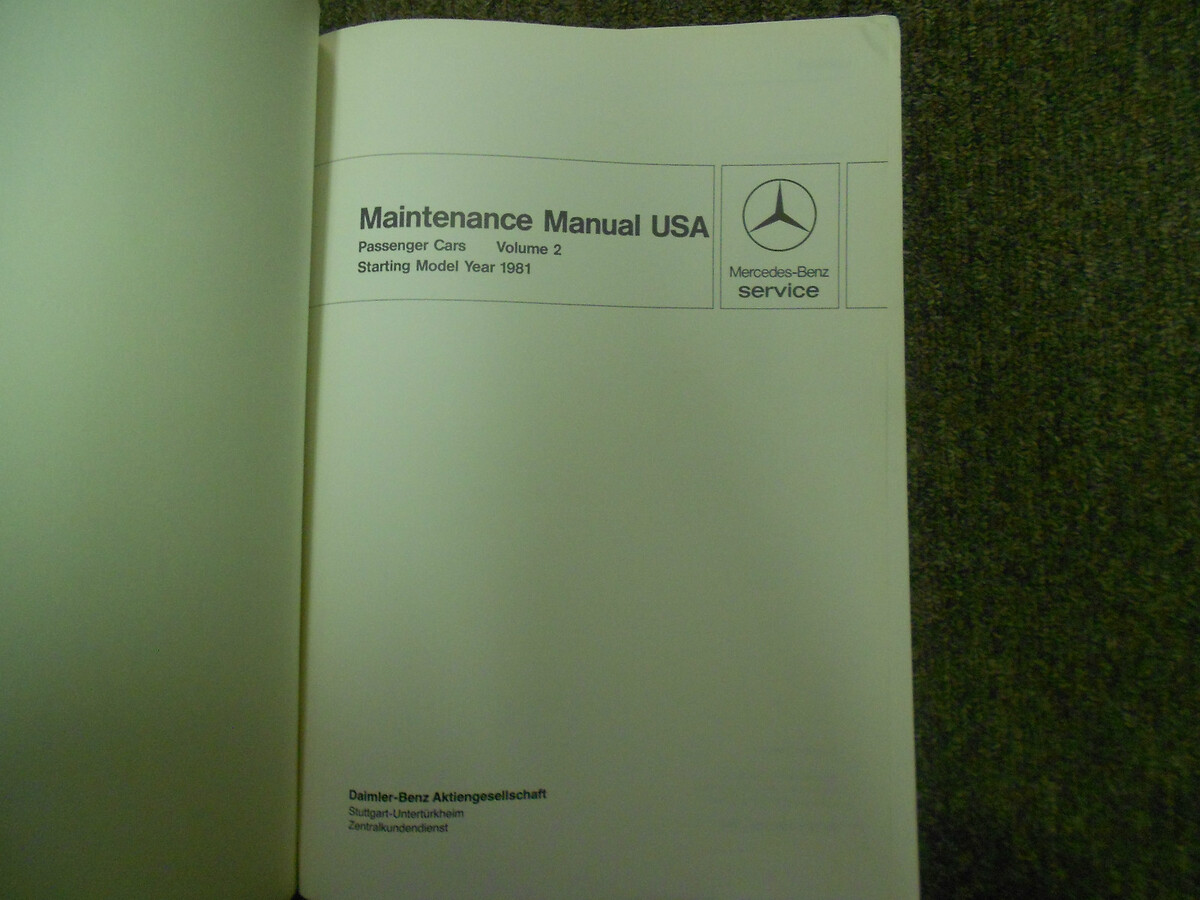 Maintenance Manual USA
Passenger Cars Volume 2
Starting Model Year 1981
Mercedes-Benz
service
Daimler-Benz Aktiengesellschaft
Stuttgart-Untertürkheim
Zentralkundendienst